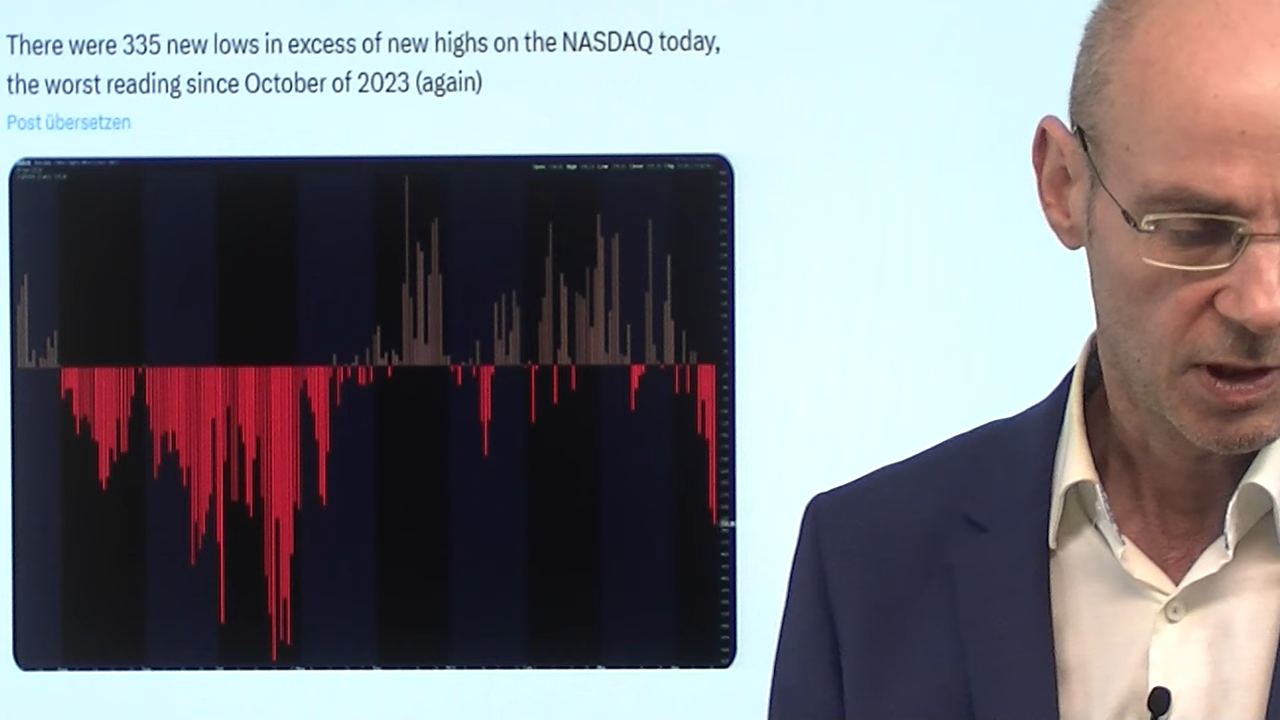 There were 335 new lows in excess of new highs on the NASDAQ today,
the worst reading since October of 2023 (again)
Post übersetzen